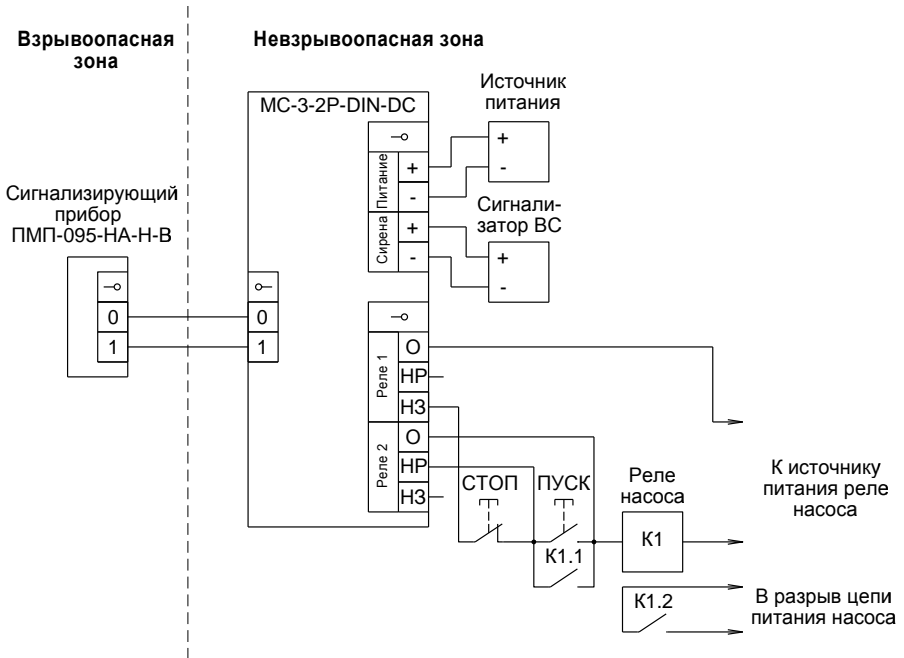 Взрывоопасная
зона
Невзрывоопасная зона
МС-3-2Р-DIN-DC
Источник
питания
+
-
Питание
+
-
Сигнали-
затор ВС
+
-
Сирена
+
-
Сигнализирующий
прибор
ПМП-095-НА-Н-В
0
1
0
1
Реле 1
О
НР
НЗ
Реле 2
О
НР
НЗ
СТОП
ПУСК
К1.1
Реле
насоса
К1
К источнику
питания реле
насоса
К1.2
В разрыв цепи
питания насоса